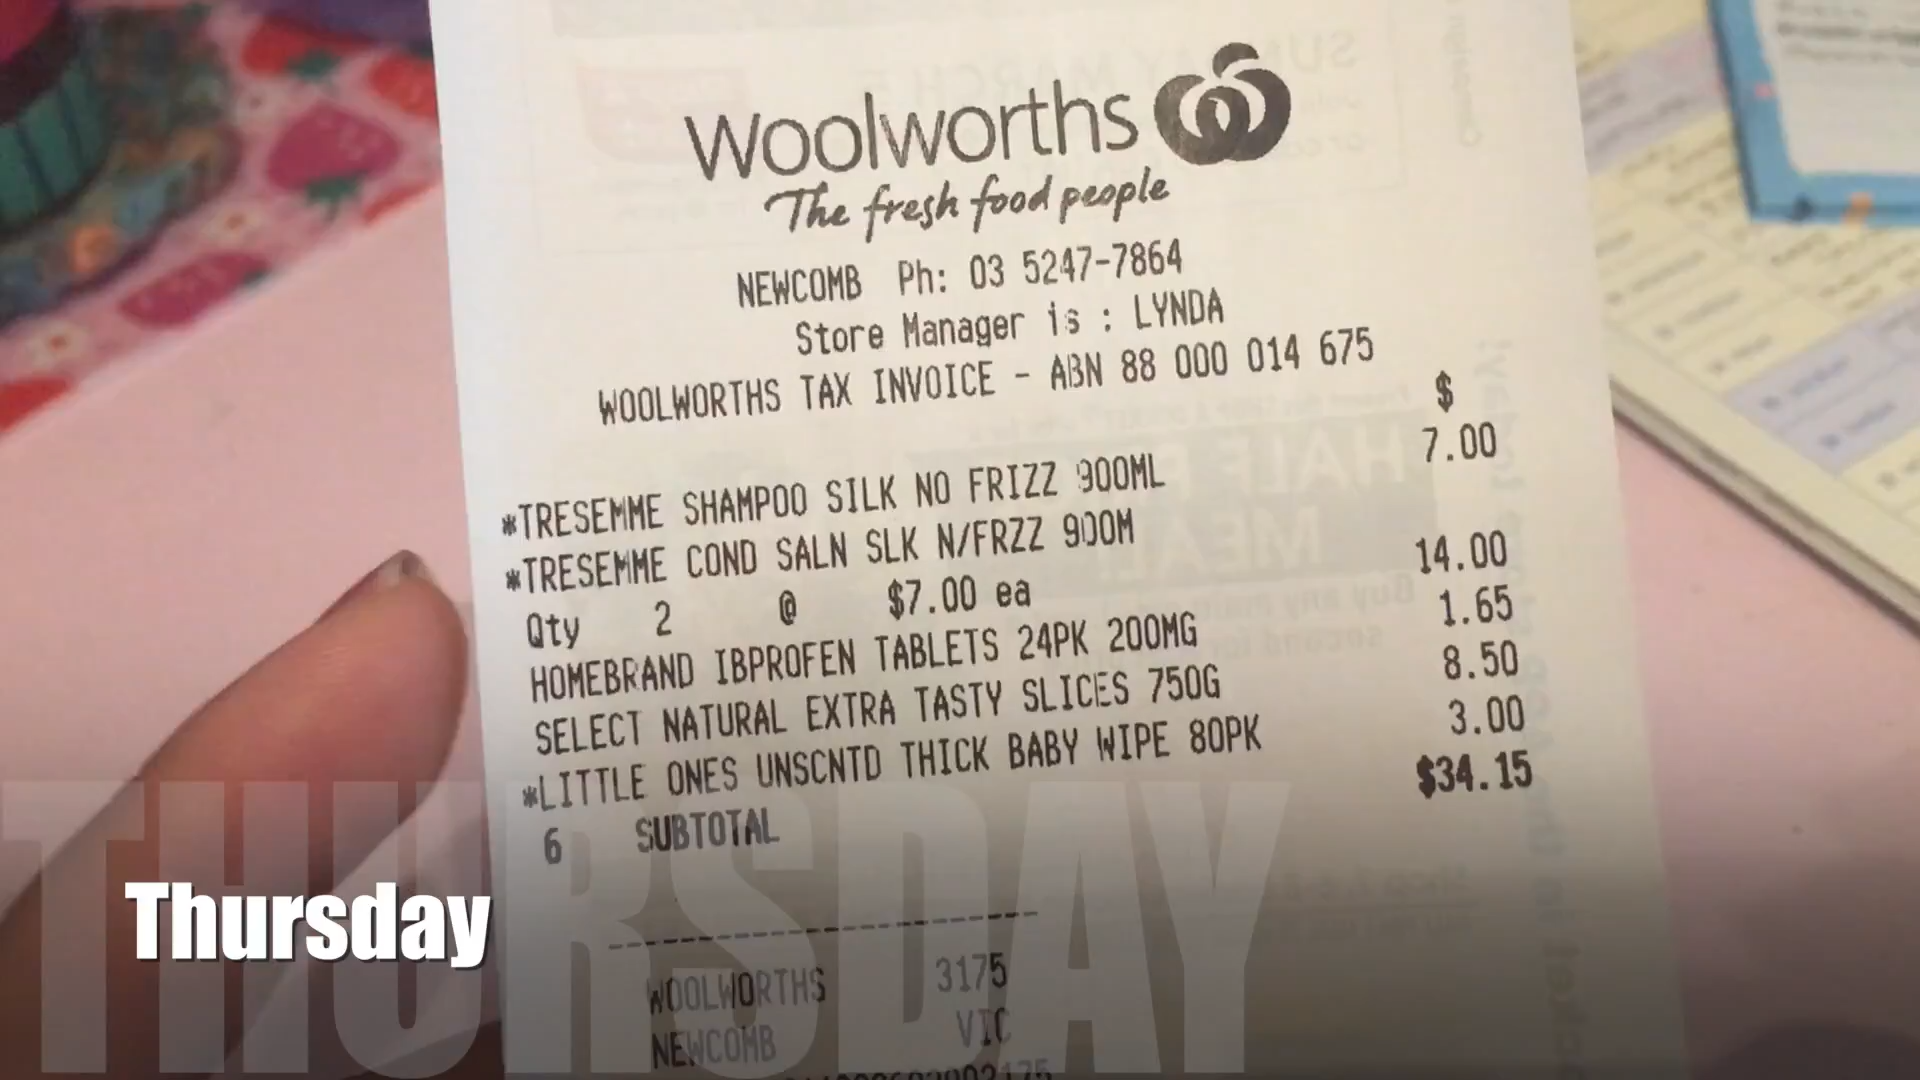 Woolworths
The fresh food people
NEWCOMB Ph: 03 5247-7864
Store Manager is : LYNDA
WOOLWORTHS TAX INVOICE - ABN 88 000 014 675
$
*TRESEMME SHAMPOO SILK NO FRIZZ 900ML 7.00
*TRESEMME COND SALN SLK N/FRZZ 900M
Qty 2 @ $7.00 ea 14.00
HOMEBRAND IBPROFEN TABLETS 24PK 200MG 1.65
SELECT NATURAL EXTRA TASTY SLICES 750G 8.50
*LITTLE ONES UNSCNTD THICK BABY WIPE 80PK 3.00
6 SUBTOTAL $34.15
WOOLWORTHS 3175
NEWCOMB VIC
THURSDAY
Thursday